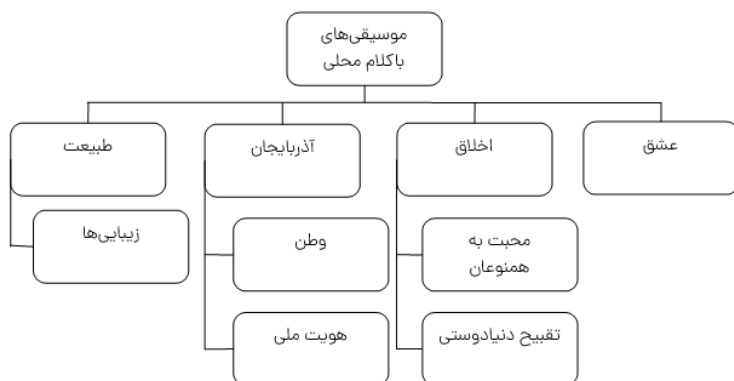 موسیقی‌های
باکلام محلی
عشق
اخلاق
آذربایجان
طبیعت
محبت به
همنوعان
وطن
زیبایی‌ها
تقبیح دنیادوستی
هویت ملی